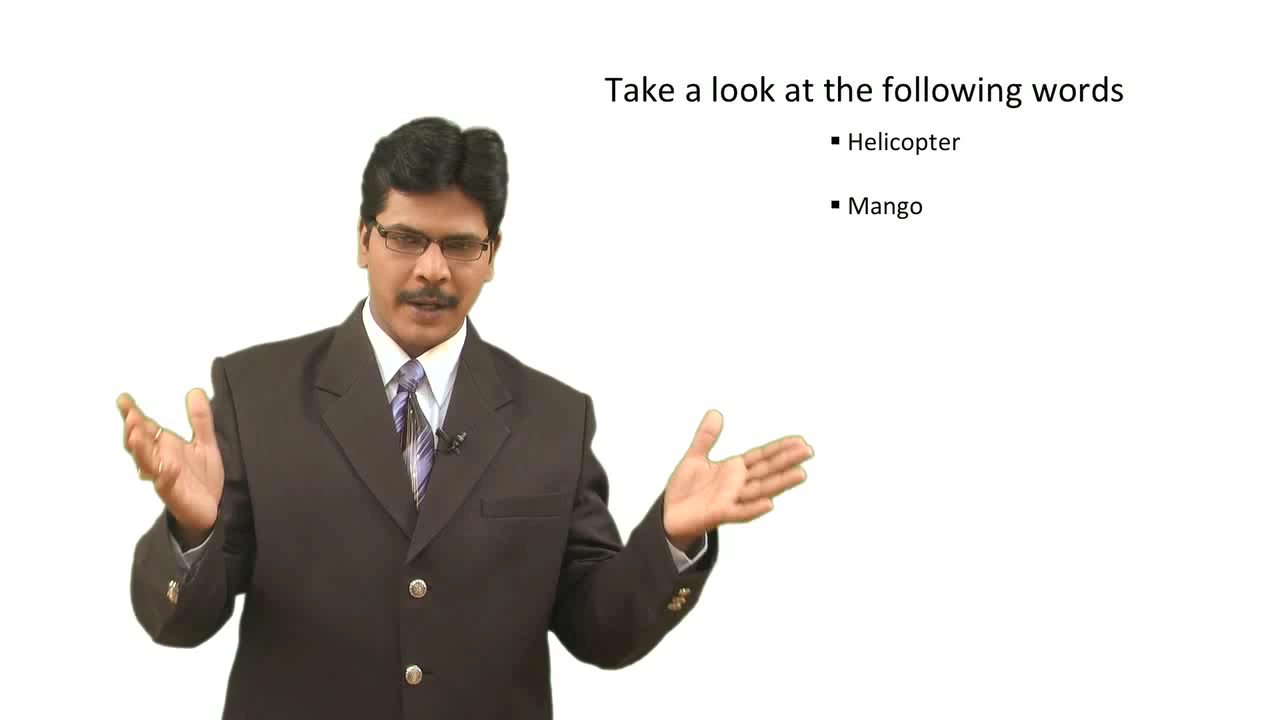 Take a look at the following words
▪ Helicopter
▪ Mango